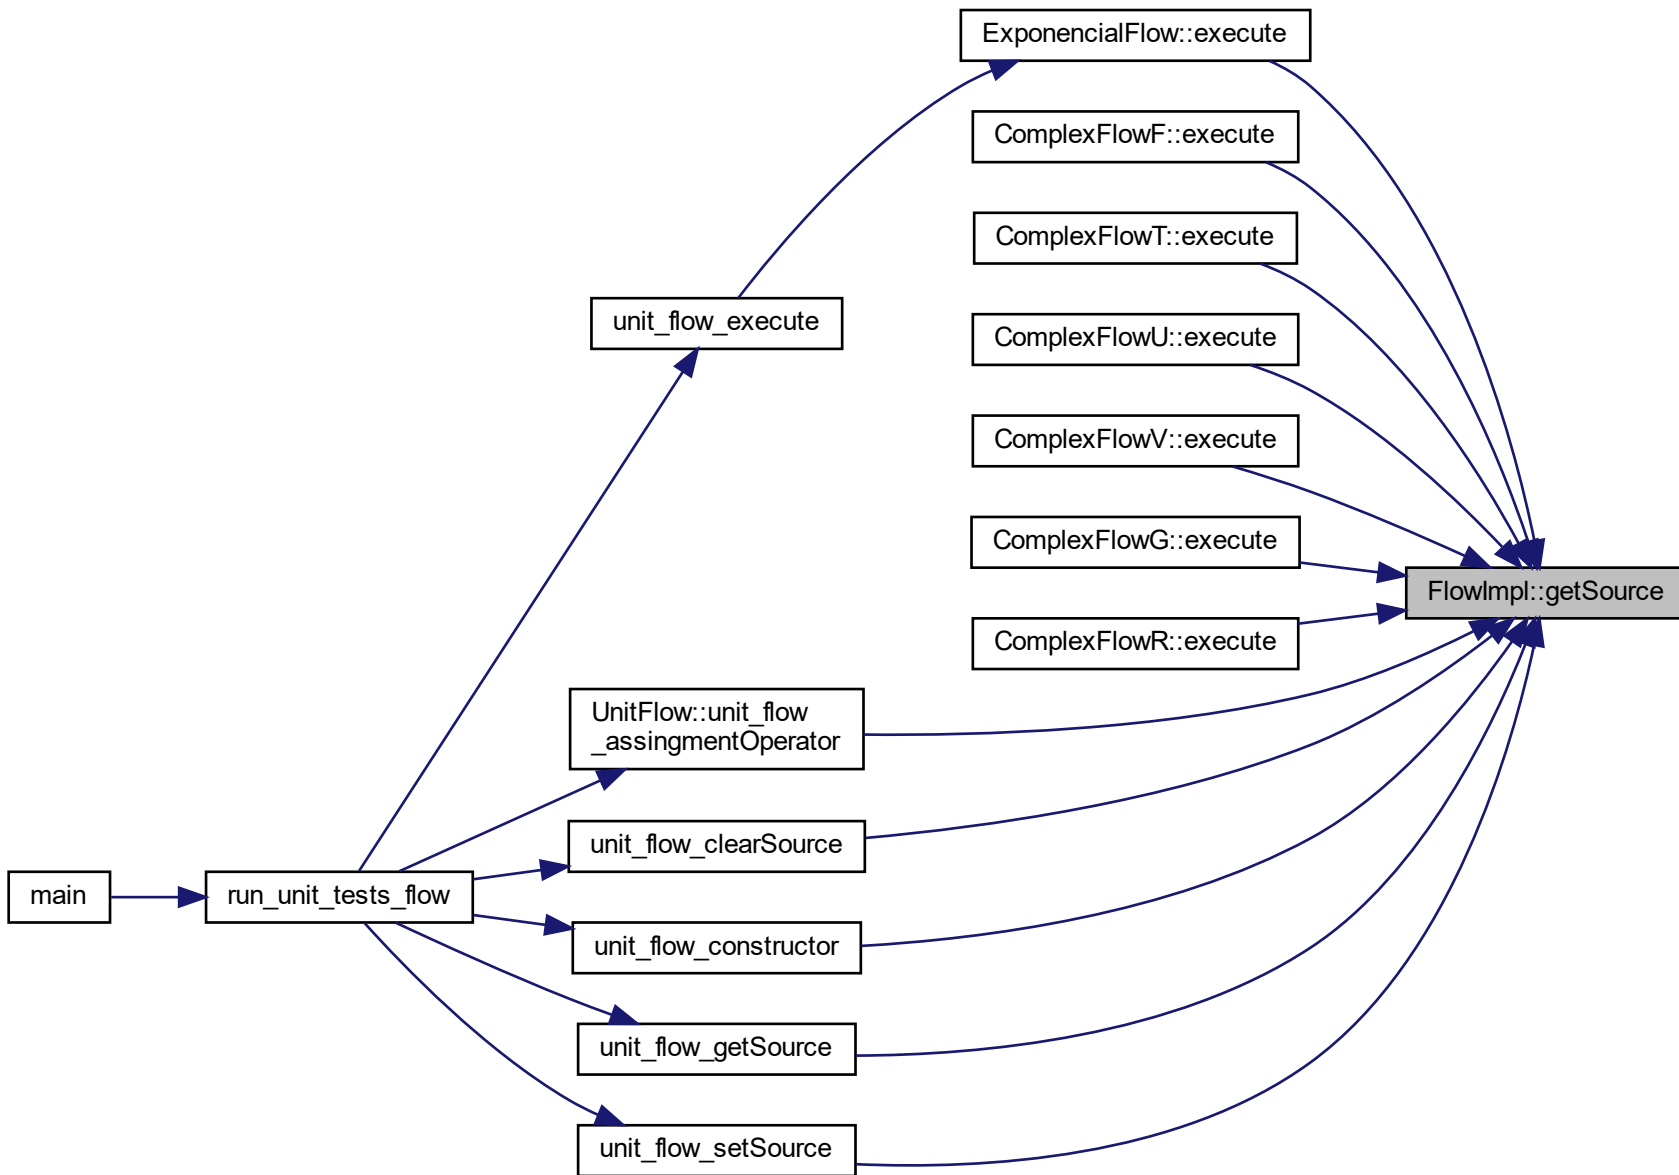 ExponencialFlow::execute
ComplexFlowF::execute
ComplexFlowT::execute
unit_flow_execute
ComplexFlowU::execute
ComplexFlowV::execute
ComplexFlowG::execute
FlowImpl::getSource
ComplexFlowR::execute
UnitFlow::unit_flow
_assingmentOperator
unit_flow_clearSource
main
run_unit_tests_flow
unit_flow_constructor
unit_flow_getSource
unit_flow_setSource